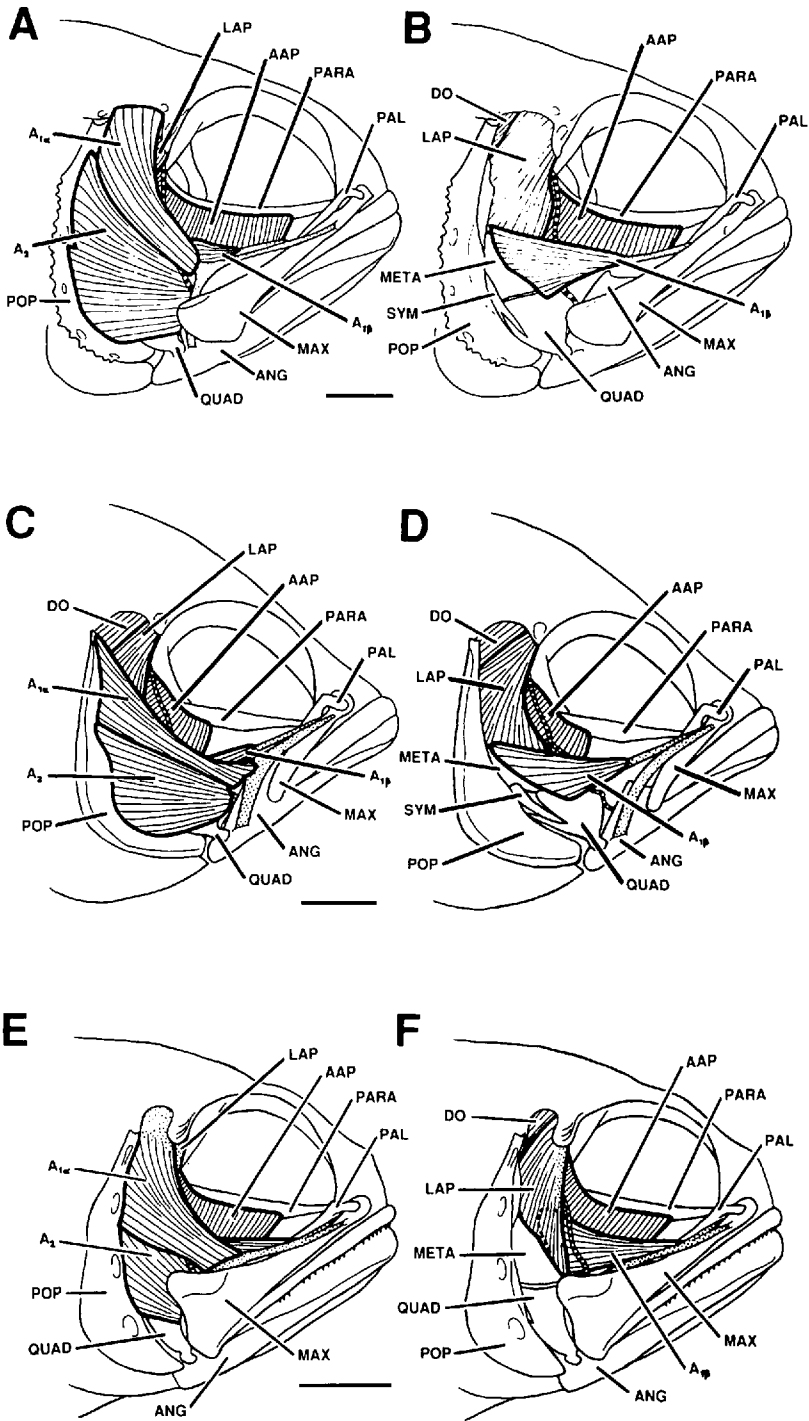 A
LAP
AAP
PARA
PAL
A1α
A2
POP
A1β
MAX
ANG
QUAD
B
AAP
DO
PARA
LAP
PAL
META
SYM
POP
A1β
MAX
ANG
QUAD
C
LAP
AAP
DO
PARA
PAL
A1α
A2
A1β
POP
MAX
ANG
QUAD
D
AAP
DO
PARA
LAP
PAL
META
SYM
MAX
A1β
POP
ANG
QUAD
E
LAP
AAP
PARA
PAL
A1α
A2
POP
QUAD
MAX
ANG
F
AAP
DO
PARA
PAL
LAP
META
QUAD
POP
MAX
A1β
ANG